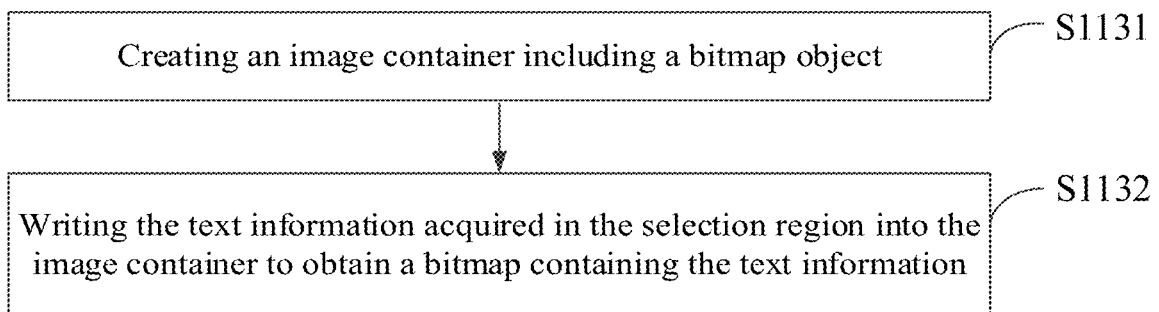 Creating an image container including a bitmap object
S1131
Writing the text information acquired in the selection region into the
image container to obtain a bitmap containing the text information
S1132